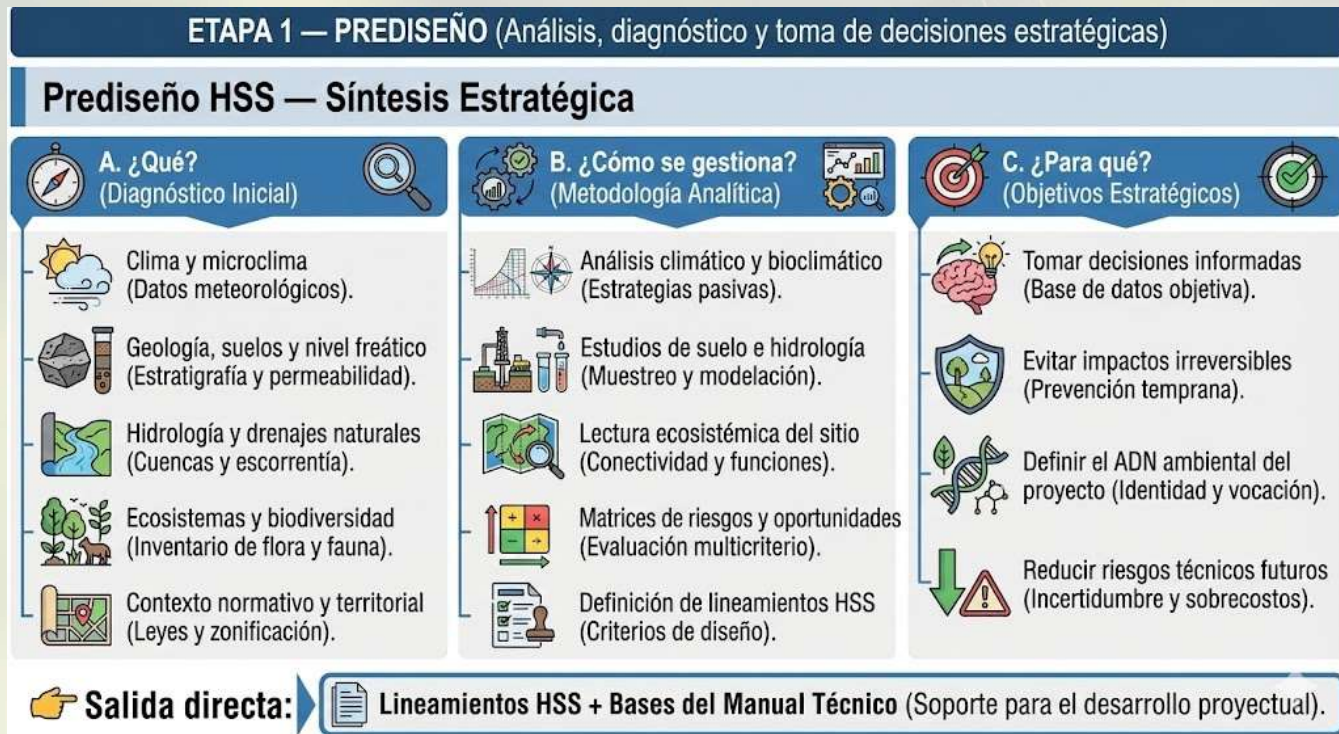 ETAPA 1 — PREDISEÑO (Análisis, diagnóstico y toma de decisiones estratégicas)
Prediseño HSS — Síntesis Estratégica
A. ¿Qué?
(Diagnóstico Inicial)
Clima y microclima
(Datos meteorológicos).
Geología, suelos y nivel freático
(Estratigrafía y permeabilidad).
Hidrología y drenajes naturales
(Cuencas y escorrentía).
Ecosistemas y biodiversidad
(Inventario de flora y fauna).
Contexto normativo y territorial
(Leyes y zonificación).
B. ¿Cómo se gestiona?
(Metodología Analítica)
Análisis climático y bioclimático
(Estrategias pasivas).
Estudios de suelo e hidrología
(Muestreo y modelación).
Lectura ecosistémica del sitio
(Conectividad y funciones).
Matrices de riesgos y oportunidades
(Evaluación multicriterio).
Definición de lineamientos HSS
(Criterios de diseño).
C. ¿Para qué?
(Objetivos Estratégicos)
Tomar decisiones informadas
(Base de datos objetiva).
Evitar impactos irreversibles
(Prevención temprana).
Definir el ADN ambiental del
proyecto (Identidad y vocación).
Reducir riesgos técnicos futuros
(Incertidumbre y sobrecostos).
Salida directa:
Lineamientos HSS + Bases del Manual Técnico (Soporte para el desarrollo proyectual).